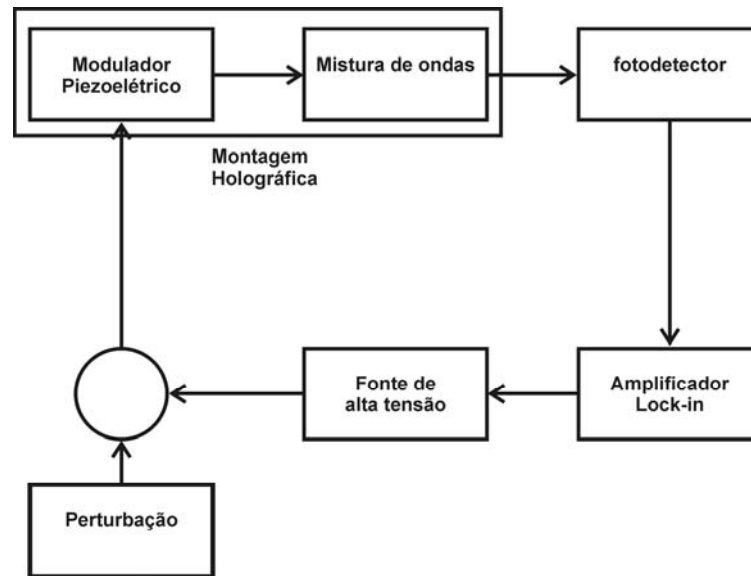 Modulador
Piezoelétrico
Mistura de ondas
fotodetector
Montagem
Holográfica
Fonte de
alta tensão
Amplificador
Lock-in
Perturbação